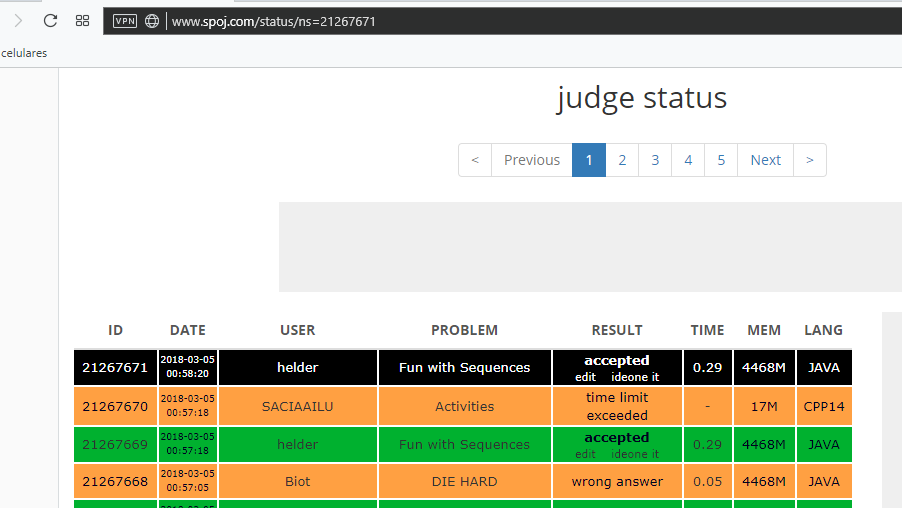 VPN www.spoj.com/status/ns=21267671
celulares
judge status
< Previous 1 2 3 4 5 Next >
ID DATE USER PROBLEM RESULT TIME MEM LANG
21267671 2018-03-05 00:58:20 helder Fun with Sequences accepted edit ideone it 0.29 4468M JAVA
21267670 2018-03-05 00:57:18 SACIAAILU Activities time limit exceeded - 17M CPP14
21267669 2018-03-05 00:57:18 helder Fun with Sequences accepted edit ideone it 0.29 4468M JAVA
21267668 2018-03-05 00:57:05 Biot DIE HARD wrong answer 0.05 4468M JAVA